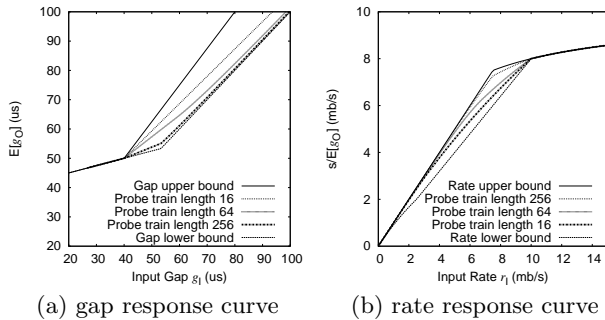 E[gO] (us)
100
90
80
70
60
50
40
30
20
Gap upper bound
Probe train length 16
Probe train length 64
Probe train length 256
Gap lower bound
20 30 40 50 60 70 80 90 100
Input Gap gI (us)
(a) gap response curve
s/E[gO] (mb/s)
10
8
6
4
2
0
Rate upper bound
Probe train length 256
Probe train length 64
Probe train length 16
Rate lower bound
0 2 4 6 8 10 12 14
Input Rate rI (mb/s)
(b) rate response curve